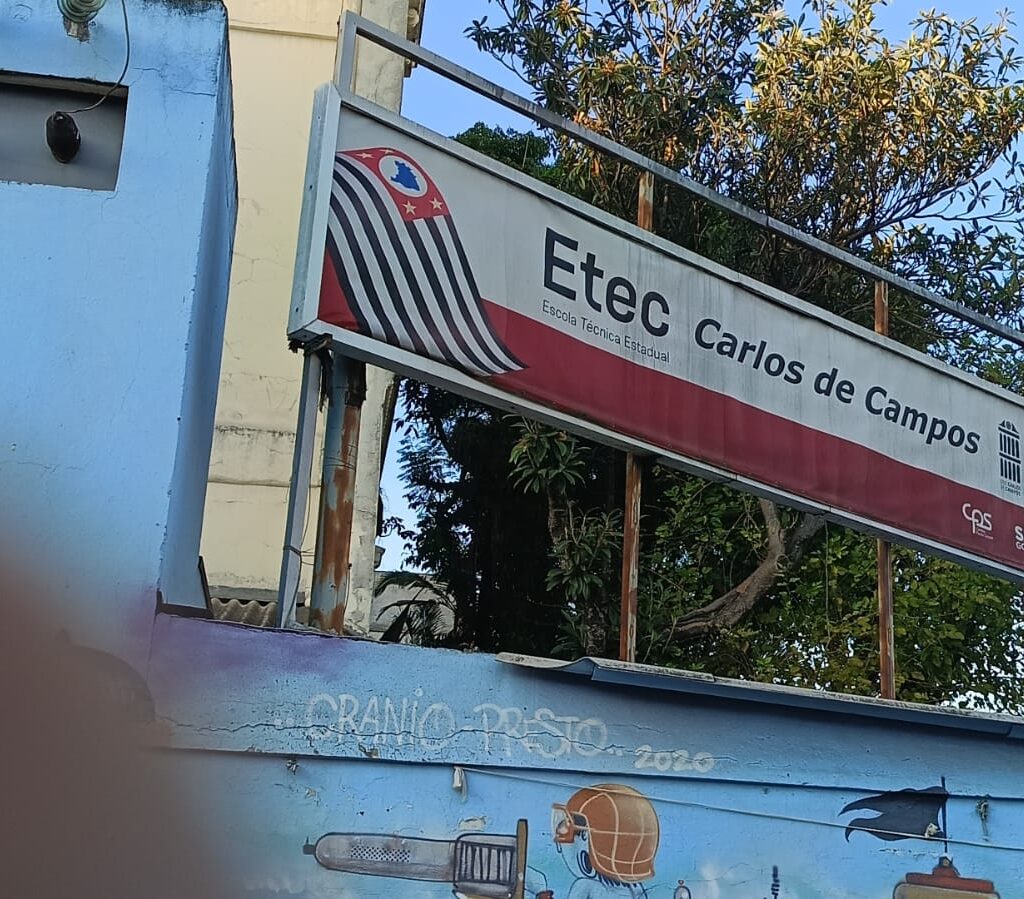 Etec
Escola Técnica Estadual
Carlos de Campos
cps
CRANIO PRESTO 2020